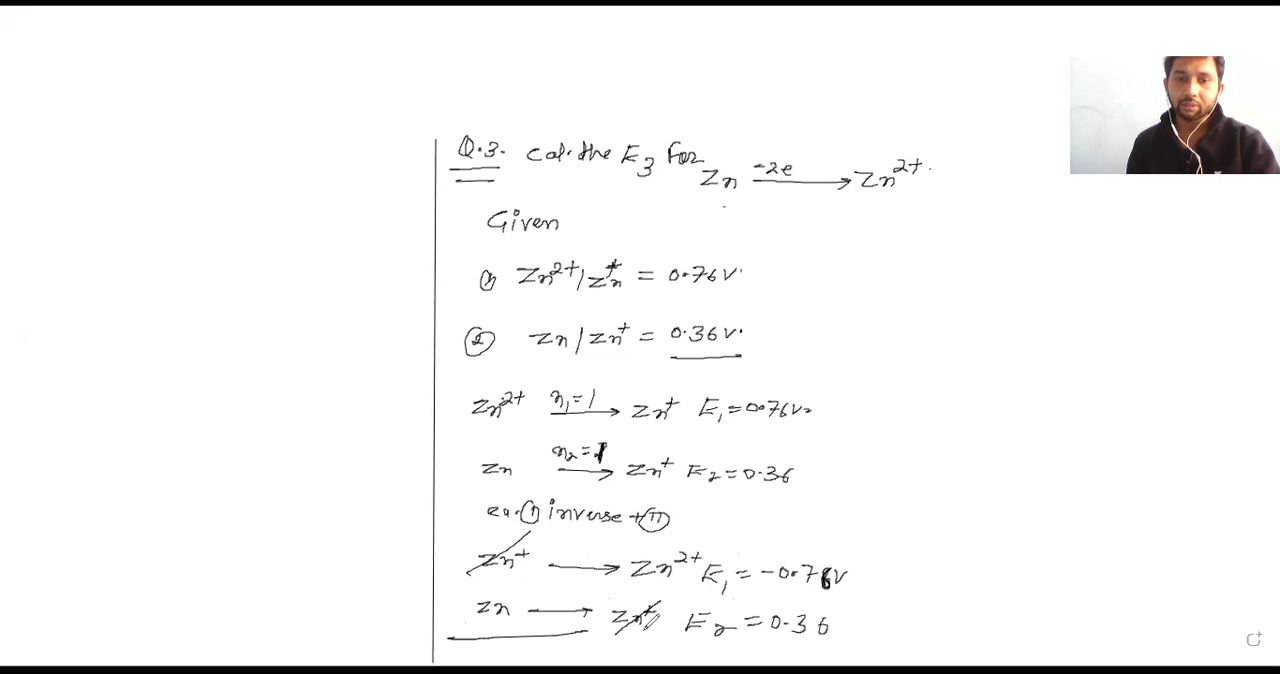 Q.3. Cal. the E3 for Zn -2e → Zn2+.
Given
① Zn2+/Zn+ = 0.76V.
② Zn/Zn+ = 0.36V.
Zn2+ n1=1 → Zn+ E1=0.76V.
Zn n2=1 → Zn+ E2=0.36
eq. ① inverse + ②
Zn+ → Zn2+ E1 = -0.76V
Zn → Zn+ E2 = 0.36